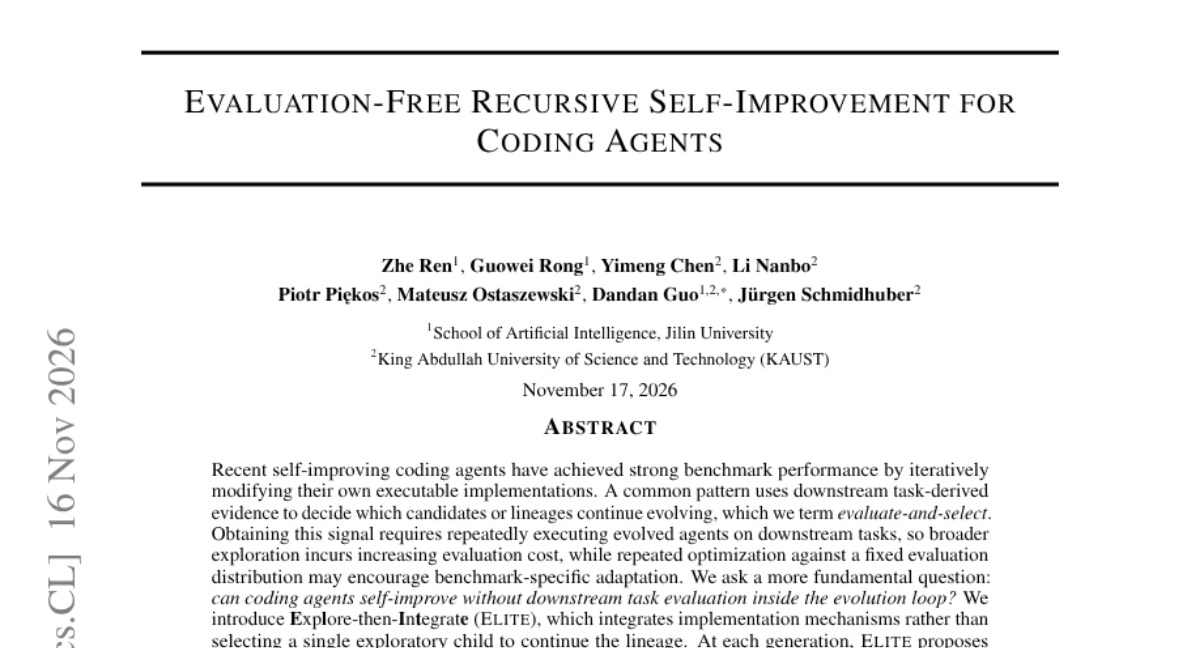 EVALUATION-FREE RECURSIVE SELF-IMPROVEMENT FOR
CODING AGENTS
Zhe Ren¹, Guowei Rong¹, Yimeng Chen², Li Nanbo²
Piotr Piękos², Mateusz Ostaszewski², Dandan Guo¹,²,*, Jürgen Schmidhuber²
¹School of Artificial Intelligence, Jilin University
²King Abdullah University of Science and Technology (KAUST)
November 17, 2026
ABSTRACT
Recent self-improving coding agents have achieved strong benchmark performance by iteratively
modifying their own executable implementations. A common pattern uses downstream task-derived
evidence to decide which candidates or lineages continue evolving, which we term evaluate-and-select.
Obtaining this signal requires repeatedly executing evolved agents on downstream tasks, so broader
exploration incurs increasing evaluation cost, while repeated optimization against a fixed evaluation
distribution may encourage benchmark-specific adaptation. We ask a more fundamental question:
can coding agents self-improve without downstream task evaluation inside the evolution loop? We
introduce Explore-then-Integrate (ELITE), which integrates implementation mechanisms rather than
selecting a single exploratory child to continue the lineage. At each generation, ELITE proposes
cs.CL] 16 Nov 2026